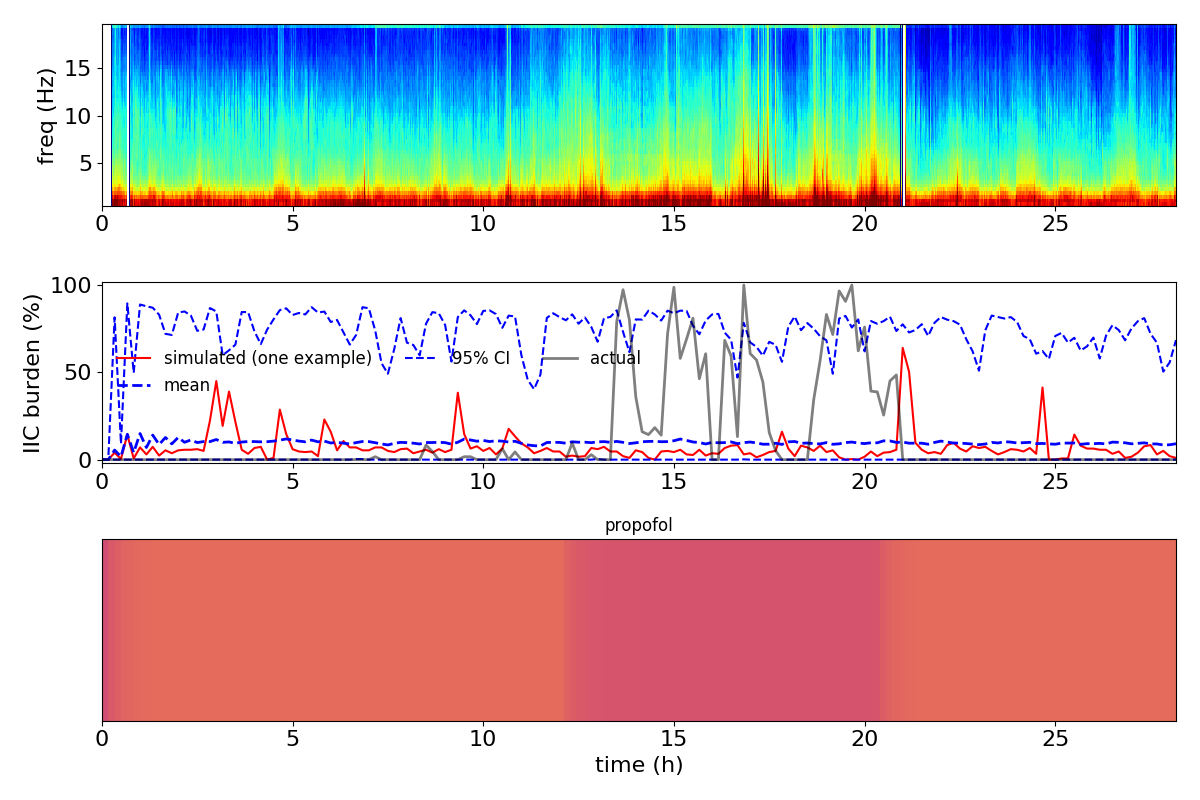 freq (Hz)
15
10
5
0 5 10 15 20 25
IIC burden (%)
100
50
0
simulated (one example) 95% CI actual
mean
0 5 10 15 20 25
propofol
0 5 10 15 20 25
time (h)